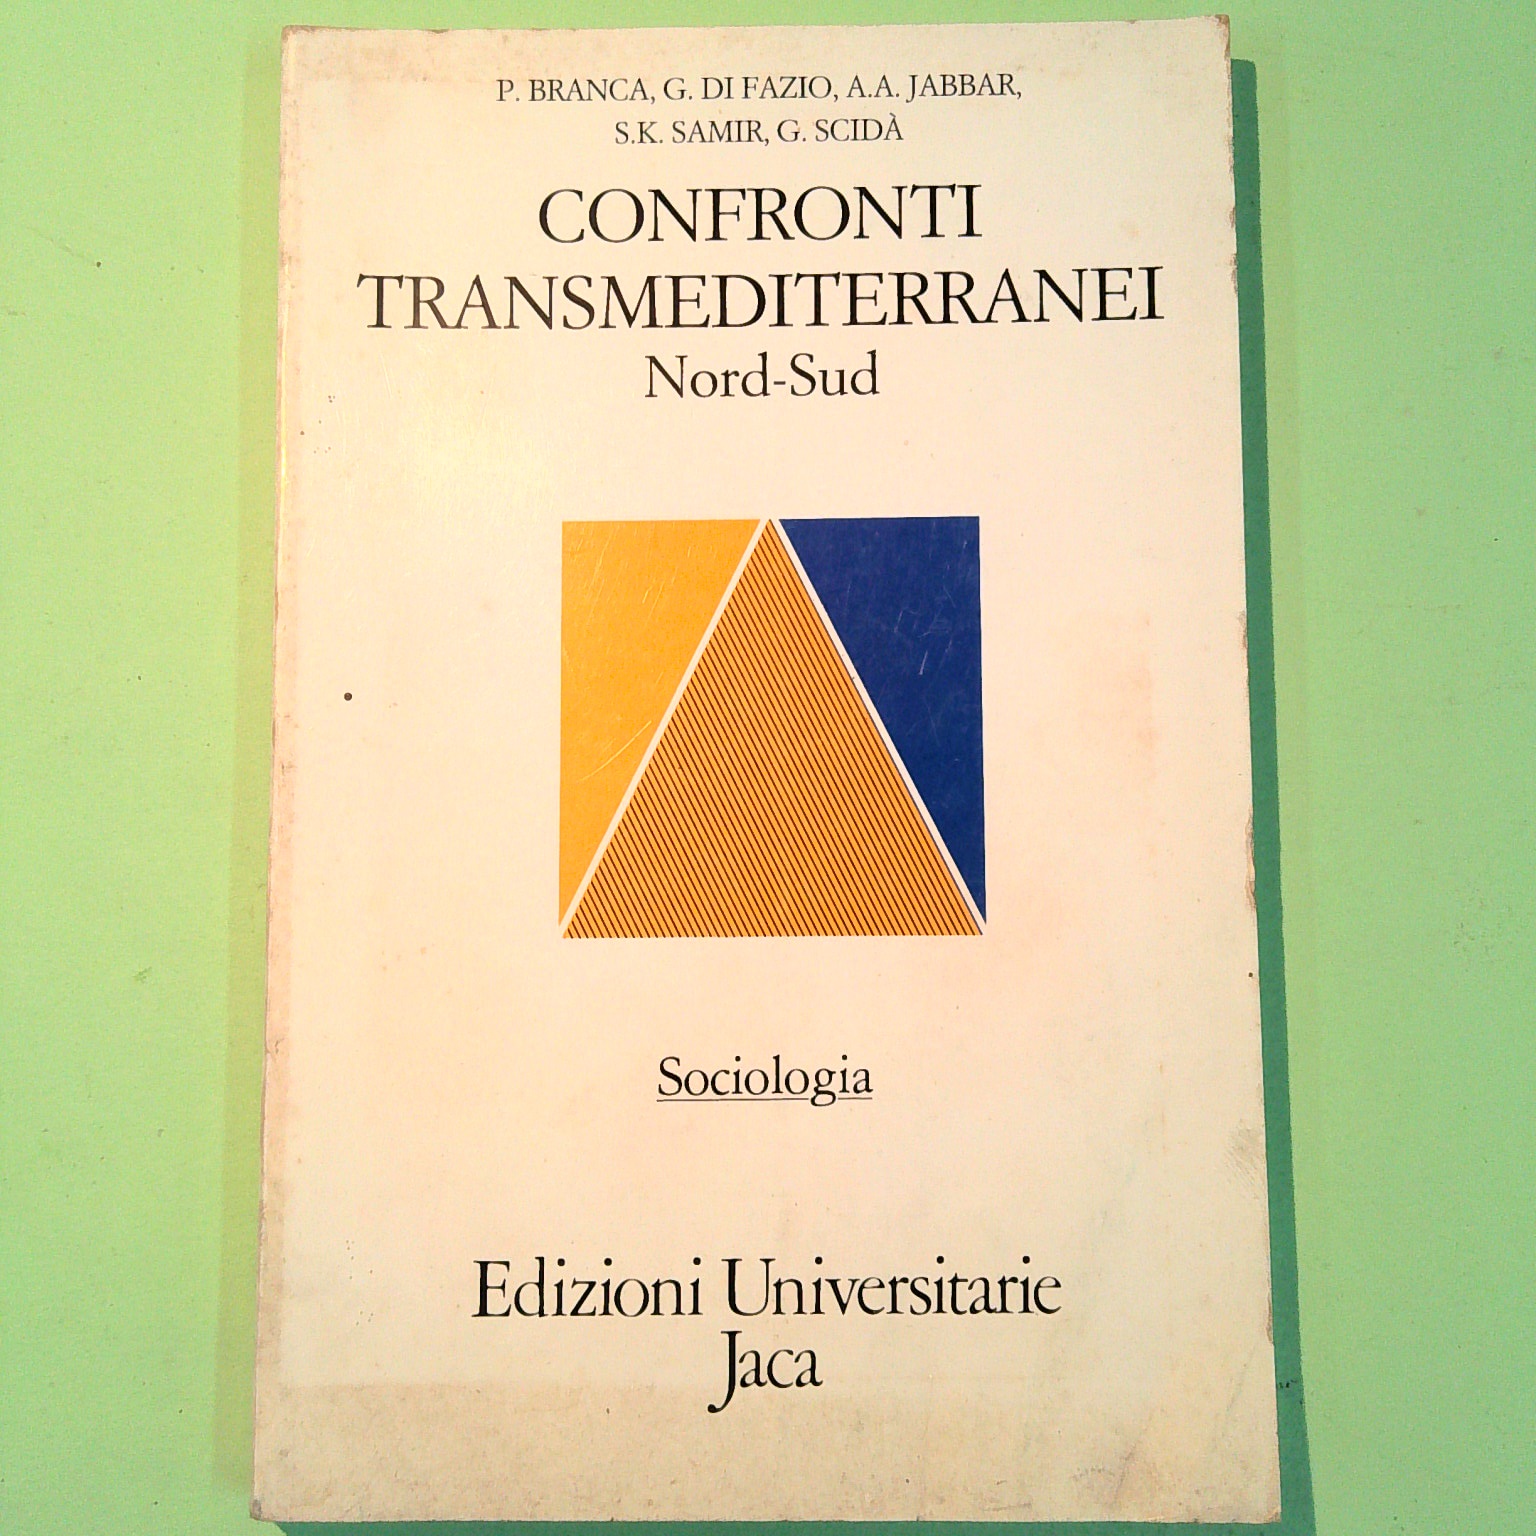 P. BRANCA, G. DI FAZIO, A.A. JABBAR,
S.K. SAMIR, G. SCIDÀ
CONFRONTI
TRANSMEDITERRANEI
Nord-Sud
Sociologia
Edizioni Universitarie
Jaca